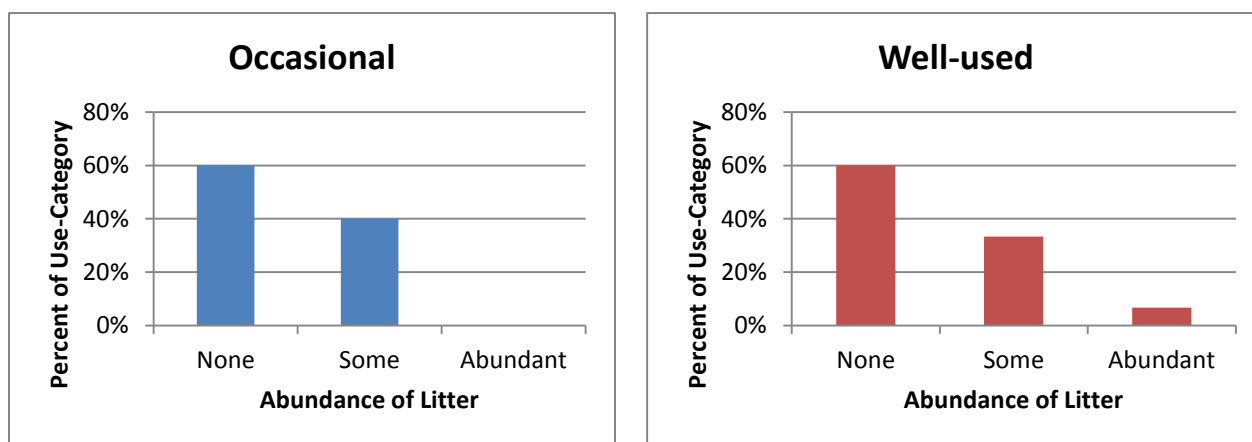 Occasional
Percent of Use-Category
80%
60%
40%
20%
0%
None Some Abundant
Abundance of Litter
Well-used
Percent of Use-Category
80%
60%
40%
20%
0%
None Some Abundant
Abundance of Litter